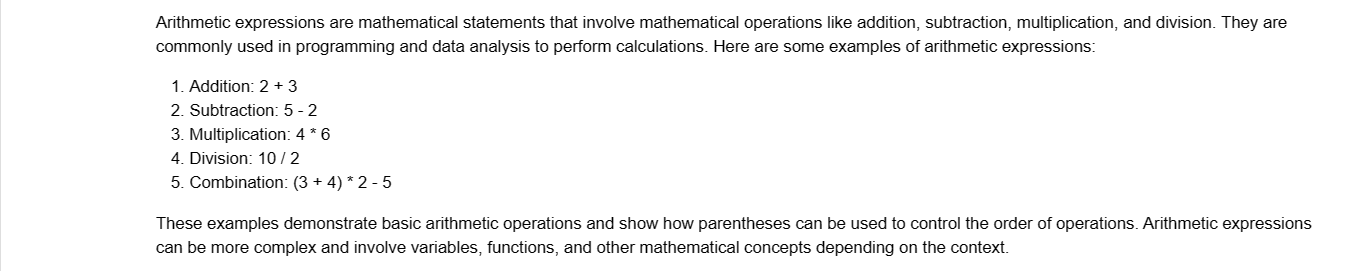 Arithmetic expressions are mathematical statements that involve mathematical operations like addition, subtraction, multiplication, and division. They are
commonly used in programming and data analysis to perform calculations. Here are some examples of arithmetic expressions:
1. Addition: 2 + 3
2. Subtraction: 5 - 2
3. Multiplication: 4 * 6
4. Division: 10 / 2
5. Combination: (3 + 4) * 2 - 5
These examples demonstrate basic arithmetic operations and show how parentheses can be used to control the order of operations. Arithmetic expressions
can be more complex and involve variables, functions, and other mathematical concepts depending on the context.